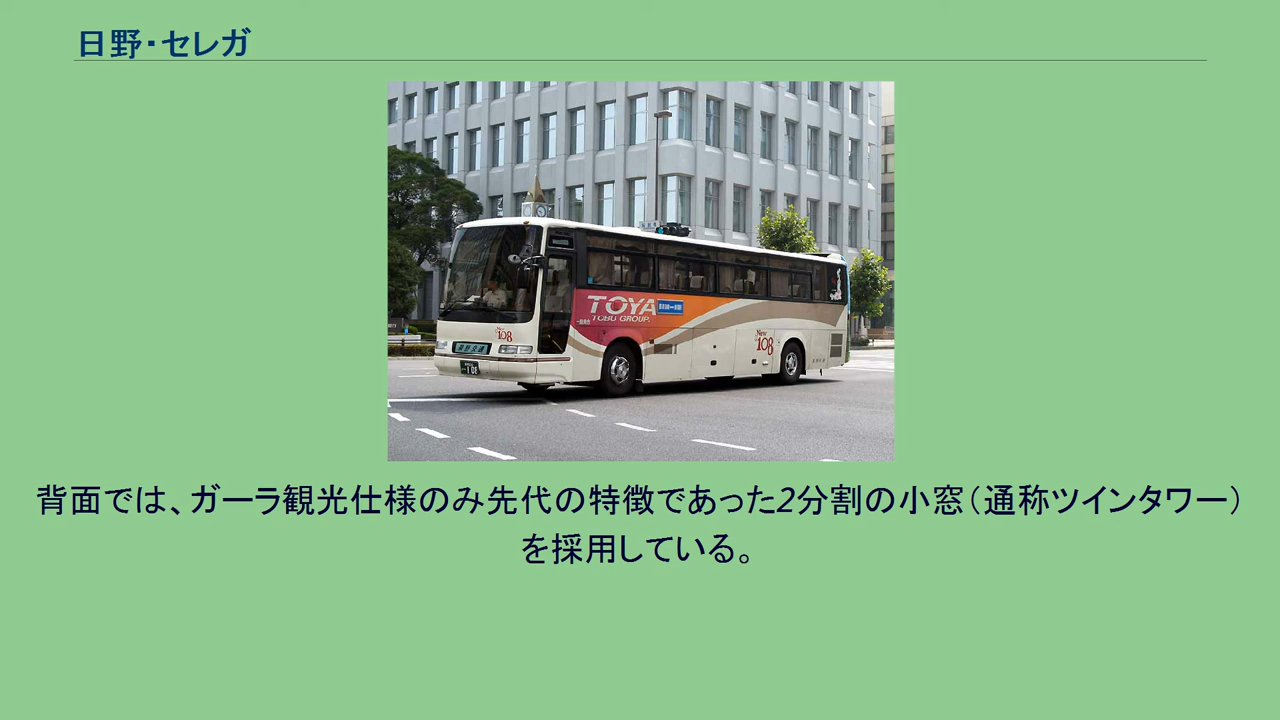 日野・セレガ
TOYA
TOBU GROUP.
New
108
New
108
108
背面では、ガーラ観光仕様のみ先代の特徴であった2分割の小窓（通称ツインタワー）
を採用している。